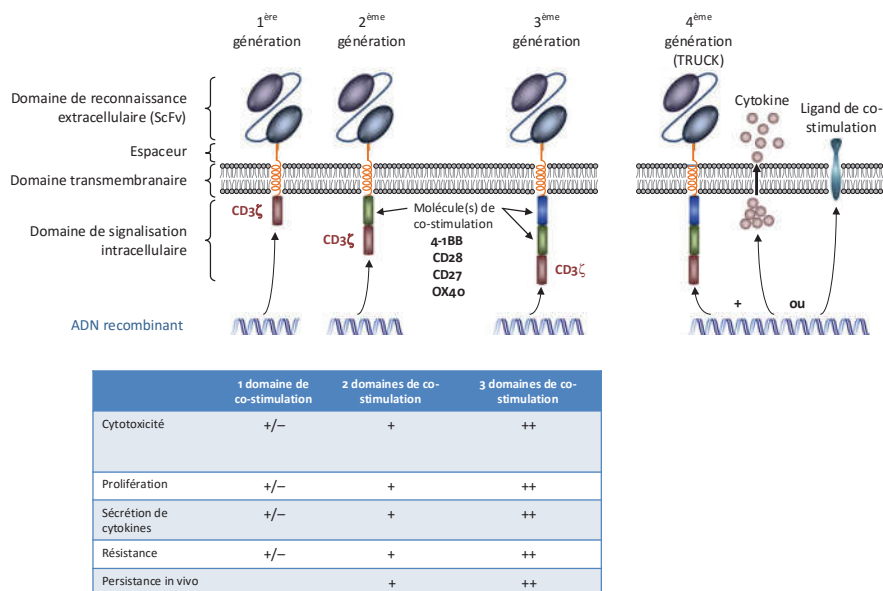 1ère
génération
2ème
génération
3ème
génération
4ème
génération
(TRUCK)
Domaine de reconnaissance
extracellulaire (ScFv)
Cytokine
Ligand de co-
stimulation
Espaceur
Domaine transmembranaire
Domaine de signalisation
intracellulaire
CD3ζ
CD3ζ
Molécule(s) de
co-stimulation
4-1BB
CD28
CD27
OX40
CD3ζ
+
ou
ADN recombinant
1 domaine de
co-stimulation
2 domaines de co-
stimulation
3 domaines de co-
stimulation
Cytotoxicité +/– + ++
Prolifération +/– + ++
Sécrétion de
cytokines +/– + ++
Résistance +/– + ++
Persistance in vivo + ++